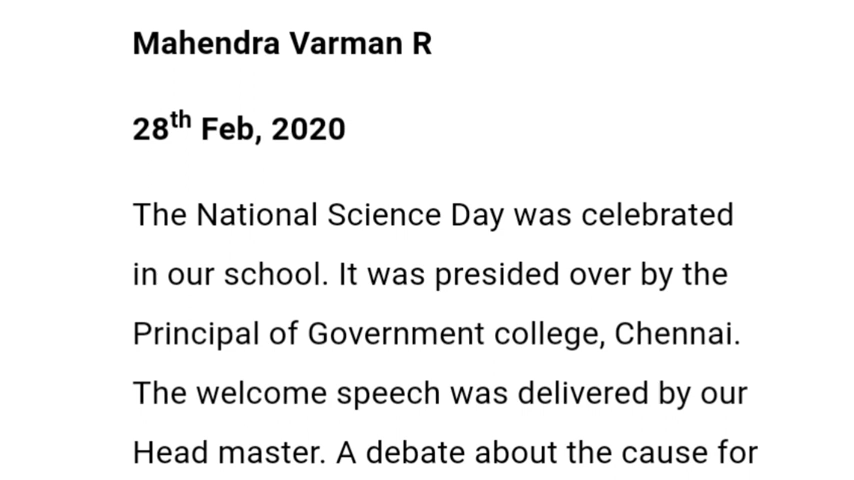 Mahendra Varman R
28th Feb, 2020
The National Science Day was celebrated
in our school. It was presided over by the
Principal of Government college, Chennai.
The welcome speech was delivered by our
Head master. A debate about the cause for